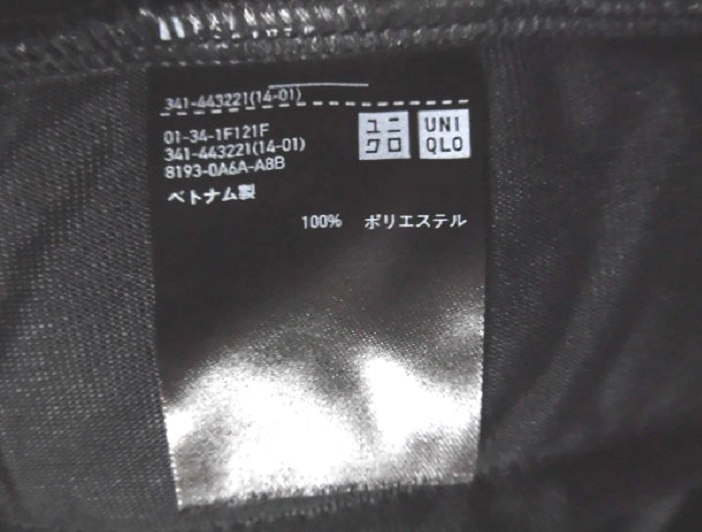 341-443221(14-01)
01-34-1F121F
341-443221(14-01)
8193-0A6A-A8B
ユニ
クロ
UNI
QLO
ベトナム製
100% ポリエステル